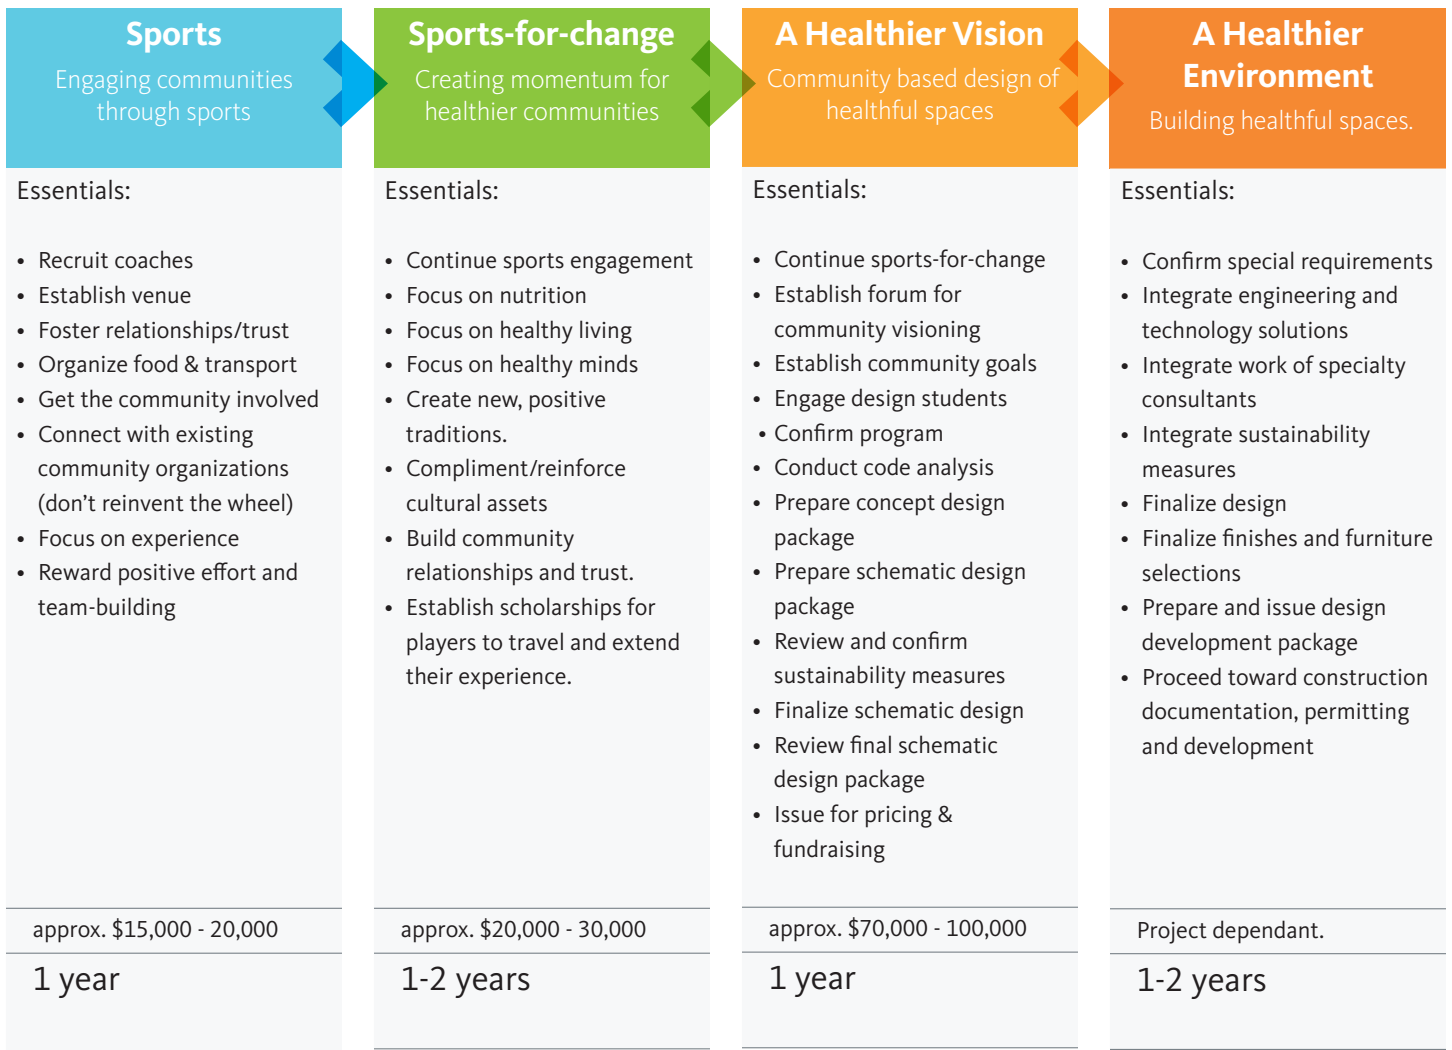 Sports
Engaging communities
through sports
Essentials:
• Recruit coaches
• Establish venue
• Foster relationships/trust
• Organize food & transport
• Get the community involved
• Connect with existing
community organizations
(don't reinvent the wheel)
• Focus on experience
• Reward positive effort and
team-building
approx. $15,000 - 20,000
1 year
Sports-for-change
Creating momentum for
healthier communities
Essentials:
• Continue sports engagement
• Focus on nutrition
• Focus on healthy living
• Focus on healthy minds
• Create new, positive
traditions.
• Compliment/reinforce
cultural assets
• Build community
relationships and trust.
• Establish scholarships for
players to travel and extend
their experience.
approx. $20,000 - 30,000
1-2 years
A Healthier Vision
Community based design of
healthful spaces
Essentials:
• Continue sports-for-change
• Establish forum for
community visioning
• Establish community goals
• Engage design students
• Confirm program
• Conduct code analysis
• Prepare concept design
package
• Prepare schematic design
package
• Review and confirm
sustainability measures
• Finalize schematic design
• Review final schematic
design package
• Issue for pricing &
fundraising
approx. $70,000 - 100,000
1 year
A Healthier
Environment
Building healthful spaces.
Essentials:
• Confirm special requirements
• Integrate engineering and
technology solutions
• Integrate work of specialty
consultants
• Integrate sustainability
measures
• Finalize design
• Finalize finishes and furniture
selections
• Prepare and issue design
development package
• Proceed toward construction
documentation, permitting
and development
Project dependant.
1-2 years